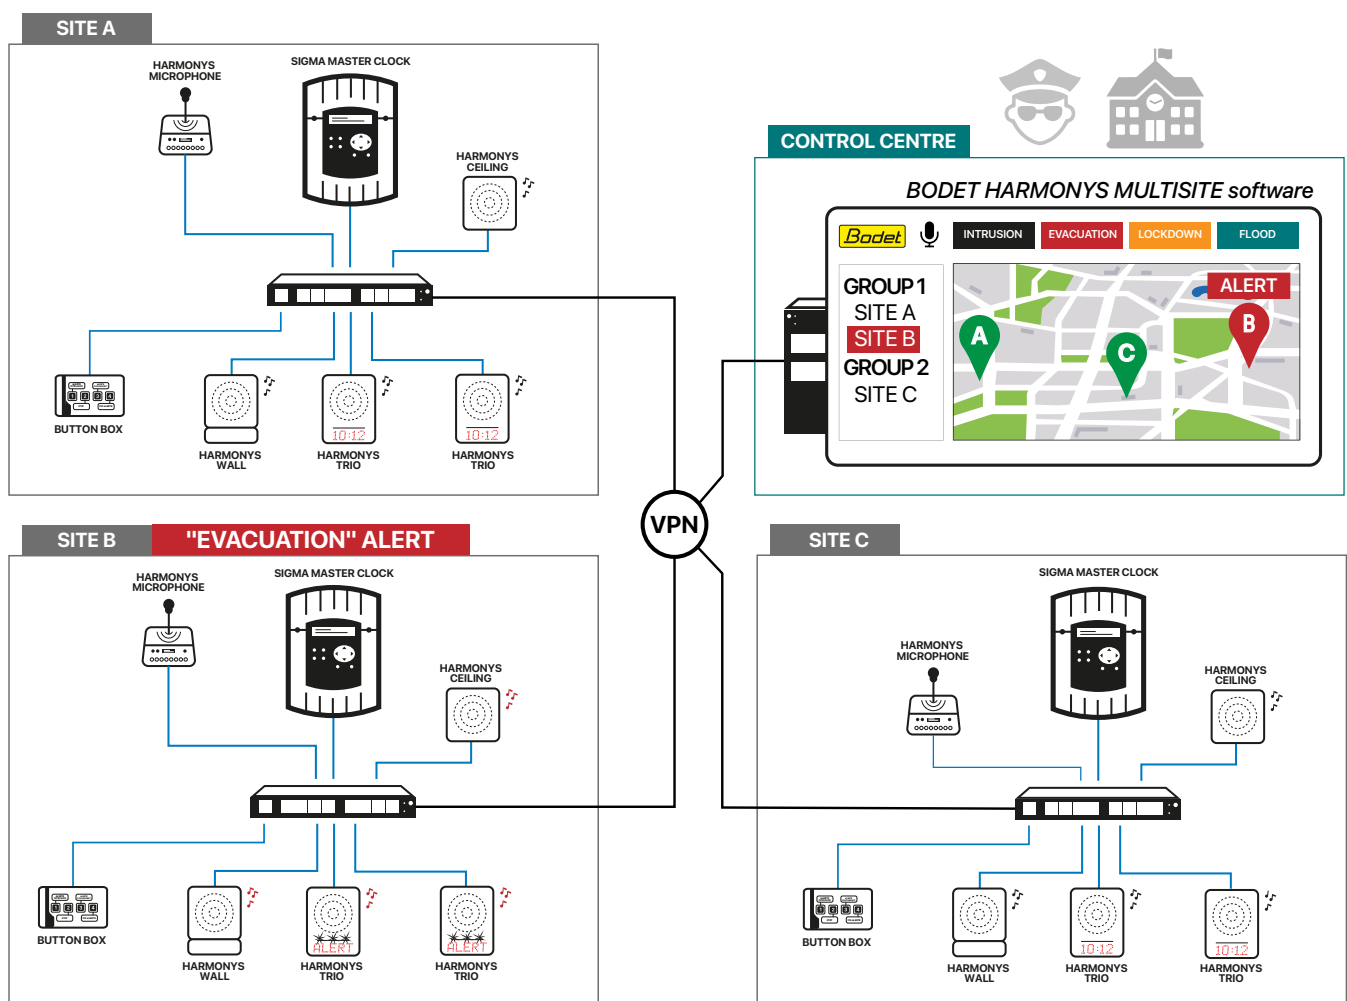 SITE A
HARMONYS
MICROPHONE
SIGMA MASTER CLOCK
HARMONYS
CEILING
BUTTON BOX
HARMONYS
WALL
10:12
HARMONYS
TRIO
10:12
HARMONYS
TRIO
CONTROL CENTRE
BODET HARMONYS MULTISITE software
Bodet
INTRUSION
EVACUATION
LOCKDOWN
FLOOD
GROUP 1
SITE A
SITE B
GROUP 2
SITE C
ALERT
A
B
C
VPN
SITE B
"EVACUATION" ALERT
HARMONYS
MICROPHONE
SIGMA MASTER CLOCK
HARMONYS
CEILING
BUTTON BOX
HARMONYS
WALL
ALERT
HARMONYS
TRIO
ALERT
HARMONYS
TRIO
SITE C
SIGMA MASTER CLOCK
HARMONYS
MICROPHONE
HARMONYS
CEILING
BUTTON BOX
HARMONYS
WALL
10:12
HARMONYS
TRIO
10:12
HARMONYS
TRIO